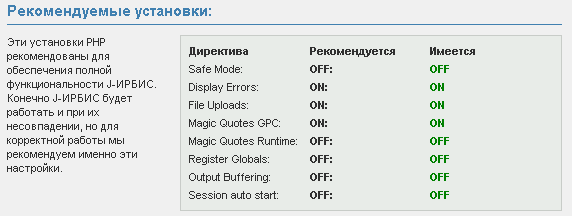 Рекомендуемые установки:
Эти установки PHP
рекомендованы для
обеспечения полной
функциональности J-ИРБИС.
Конечно J-ИРБИС будет
работать и при их
несовпадении, но для
корректной работы мы
рекомендуем именно эти
настройки.
Директива Рекомендуется Имеется
Safe Mode: OFF: OFF
Display Errors: ON: ON
File Uploads: ON: ON
Magic Quotes GPC: ON: ON
Magic Quotes Runtime: OFF: OFF
Register Globals: OFF: OFF
Output Buffering: OFF: OFF
Session auto start: OFF: OFF